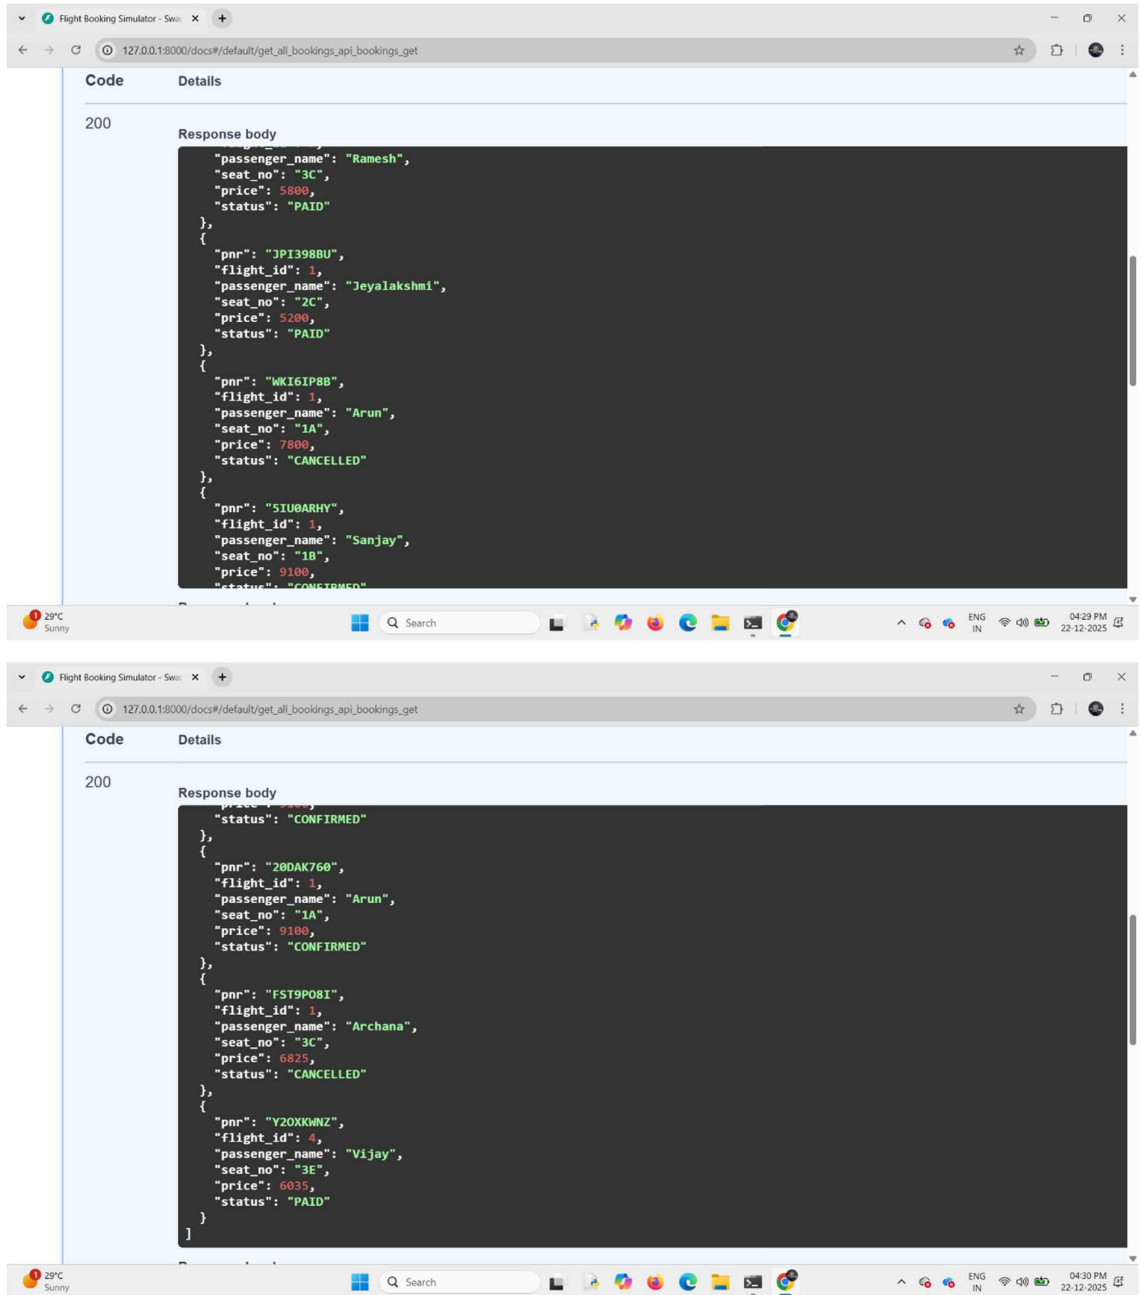 Flight Booking Simulator - Swa
127.0.0.1:8000/docs#/default/get_all_bookings_api_bookings_get
Code Details
200
Response body
"passenger_name": "Ramesh",
"seat_no": "3C",
"price": 5800,
"status": "PAID"
},
{
"pnr": "JPI398BU",
"flight_id": 1,
"passenger_name": "Jeyalakshmi",
"seat_no": "2C",
"price": 5200,
"status": "PAID"
},
{
"pnr": "WKI6IP8B",
"flight_id": 1,
"passenger_name": "Arun",
"seat_no": "1A",
"price": 7800,
"status": "CANCELLED"
},
{
"pnr": "5IU0ARHY",
"flight_id": 1,
"passenger_name": "Sanjay",
"seat_no": "1B",
"price": 9100,
"status": "CONFIRMED"
1 29°C
Sunny
Search
ENG
IN
04:29 PM
22-12-2025
Flight Booking Simulator - Swa
127.0.0.1:8000/docs#/default/get_all_bookings_api_bookings_get
Code Details
200
Response body
"status": "CONFIRMED"
},
{
"pnr": "20DAK760",
"flight_id": 1,
"passenger_name": "Arun",
"seat_no": "1A",
"price": 9100,
"status": "CONFIRMED"
},
{
"pnr": "FST9PO8I",
"flight_id": 1,
"passenger_name": "Archana",
"seat_no": "3C",
"price": 6825,
"status": "CANCELLED"
},
{
"pnr": "Y2OXKWNZ",
"flight_id": 4,
"passenger_name": "Vijay",
"seat_no": "3E",
"price": 6035,
"status": "PAID"
}
]
1 29°C
Sunny
Search
ENG
IN
04:30 PM
22-12-2025